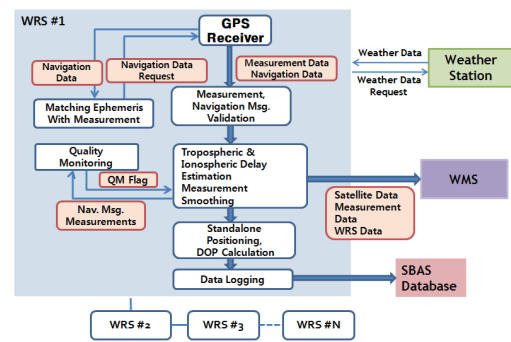 WRS #1
GPS
Receiver
Navigation
Data
Navigation Data
Request
Measurement Data
Navigation Data
Weather Data
Weather Data
Request
Weather
Station
Matching Ephemeris
With Measurement
Measurement,
Navigation Msg.
Validation
Quality
Monitoring
QM Flag
Nav. Msg.
Measurements
Tropospheric &
Ionospheric Delay
Estimation
Measurement
Smoothing
WMS
Satellite Data
Measurement
Data
WRS Data
Standalone
Positioning,
DOP Calculation
Data Logging
SBAS
Database
WRS #2
WRS #3
WRS #N